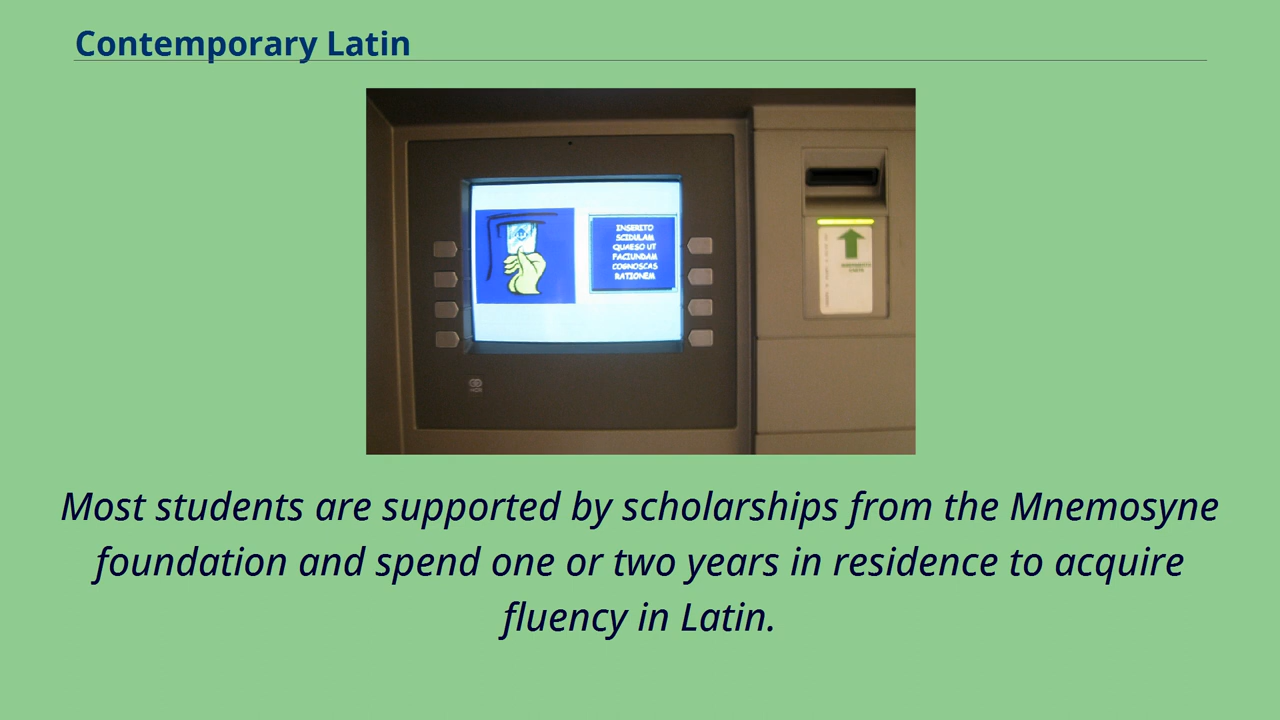 Contemporary Latin
INSERITO
SCIDULAM
QUAESO UT
FACIUNDAM
COGNOSCAS
RATIONEM
Most students are supported by scholarships from the Mnemosyne
foundation and spend one or two years in residence to acquire
fluency in Latin.